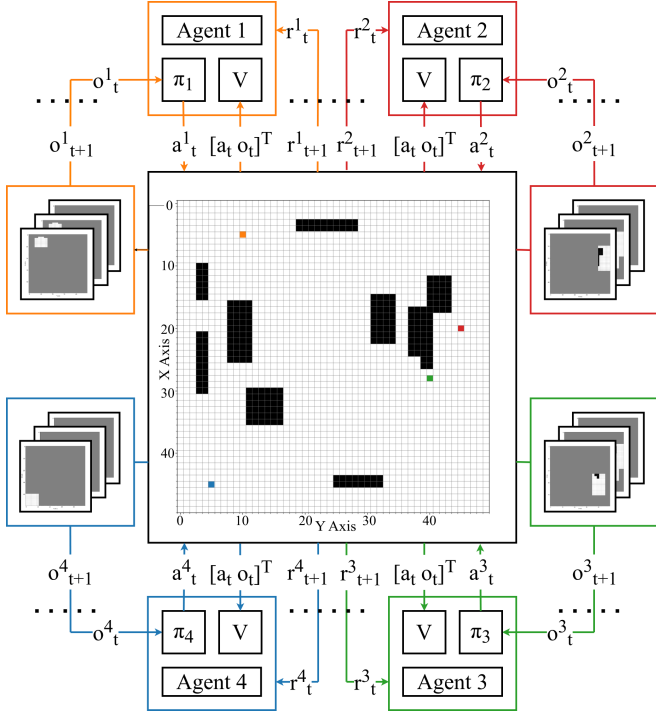 Agent 1
r¹ₜ
r²ₜ
Agent 2
o¹ₜ
π₁
V
V
π₂
o²ₜ
. . . . .
. . . . . .
. . . . .
o¹ₜ₊₁
a¹ₜ
[aₜ oₜ]ᵀ
r¹ₜ₊₁
r²ₜ₊₁
[aₜ oₜ]ᵀ
a²ₜ
o²ₜ₊₁
0
10
20
30
40
X Axis
0
10
20
30
40
Y Axis
o⁴ₜ₊₁
a⁴ₜ
[aₜ oₜ]ᵀ
r⁴ₜ₊₁
r³ₜ₊₁
[aₜ oₜ]ᵀ
a³ₜ
o³ₜ₊₁
. . . . .
. . . . . .
. . . . .
o⁴ₜ
π₄
V
V
π₃
o³ₜ
Agent 4
r⁴ₜ
r³ₜ
Agent 3